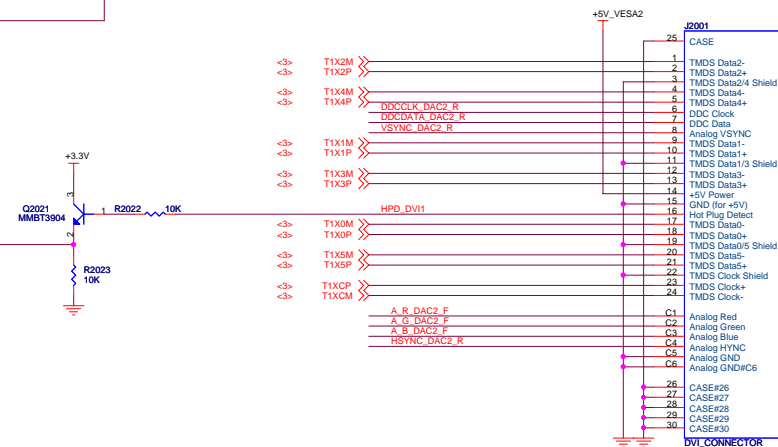 +5V_VESA2
J2001
25 CASE
<3> T1X2M 1 TMDS Data2-
<3> T1X2P 2 TMDS Data2+
3 TMDS Data2/4 Shield
<3> T1X4M 4 TMDS Data4-
<3> T1X4P 5 TMDS Data4+
DDCCLK_DAC2_R 6 DDC Clock
DDCDATA_DAC2_R 7 DDC Data
VSYNC_DAC2_R 8 Analog VSYNC
<3> T1X1M 9 TMDS Data1-
<3> T1X1P 10 TMDS Data1+
11 TMDS Data1/3 Shield
<3> T1X3M 12 TMDS Data3-
<3> T1X3P 13 TMDS Data3+
14 +5V Power
15 GND (for +5V)
+3.3V
3
Q2021
MMBT3904
1
2
R2022 10K
HPD_DVI1 16 Hot Plug Detect
<3> T1X0M 17 TMDS Data0-
<3> T1X0P 18 TMDS Data0+
19 TMDS Data0/5 Shield
<3> T1X5M 20 TMDS Data5-
<3> T1X5P 21 TMDS Data5+
22 TMDS Clock Shield
R2023
10K
<3> T1XCP 23 TMDS Clock+
<3> T1XCM 24 TMDS Clock-
A_R_DAC2_F C1 Analog Red
A_G_DAC2_F C2 Analog Green
A_B_DAC2_F C3 Analog Blue
HSYNC_DAC2_R C4 Analog HYNC
C5 Analog GND
C6 Analog GND#C6
26 CASE#26
27 CASE#27
28 CASE#28
29 CASE#29
30 CASE#30
DVI_CONNECTOR